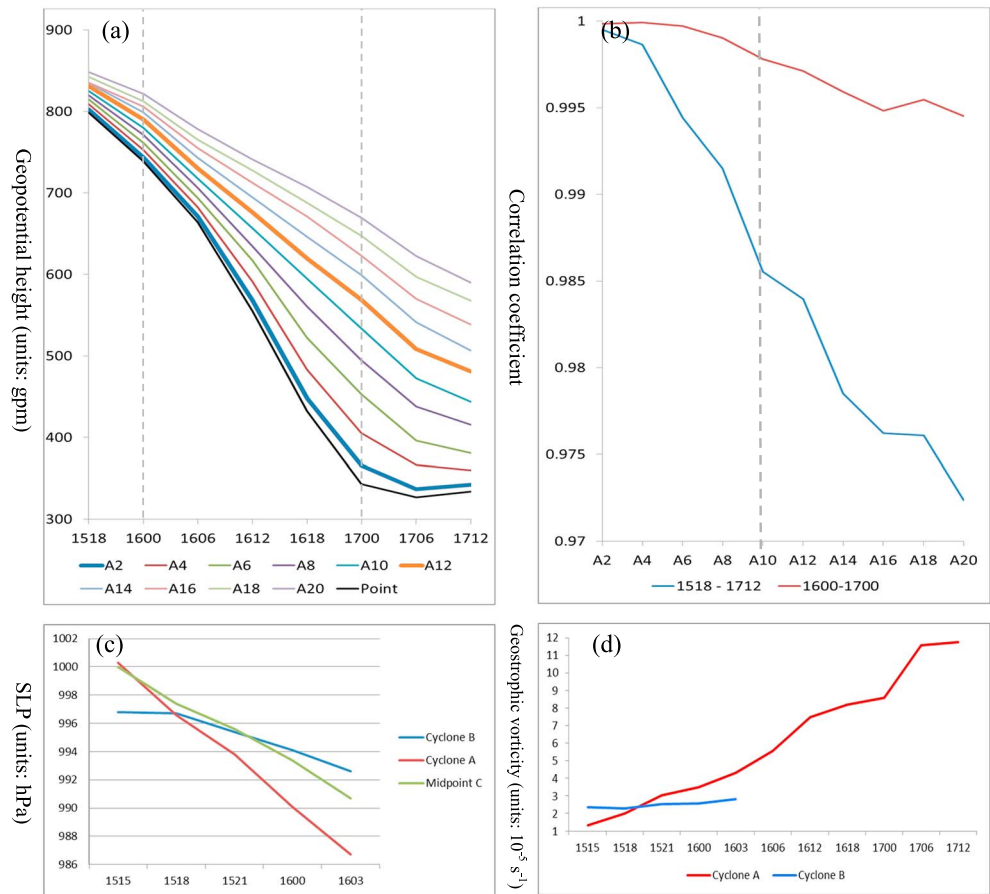 (a)
Geopotential height (units: gpm)
900
800
700
600
500
400
300
1518 1600 1606 1612 1618 1700 1706 1712
A2 A4 A6 A8 A10 A12
A14 A16 A18 A20 Point
(b)
Correlation coefficient
1
0.995
0.99
0.985
0.98
0.975
0.97
A2 A4 A6 A8 A10 A12 A14 A16 A18 A20
1518 - 1712 1600-1700
(c)
SLP (units: hPa)
1002
1000
998
996
994
992
990
988
986
1515 1518 1521 1600 1603
Cyclone B
Cyclone A
Midpoint C
(d)
Geostrophic vorticity (units: 10⁻⁵ s⁻¹)
12
11
10
9
8
7
6
5
4
3
2
1
1515 1518 1521 1600 1603 1606 1612 1618 1700 1706 1712
Cyclone A Cyclone B